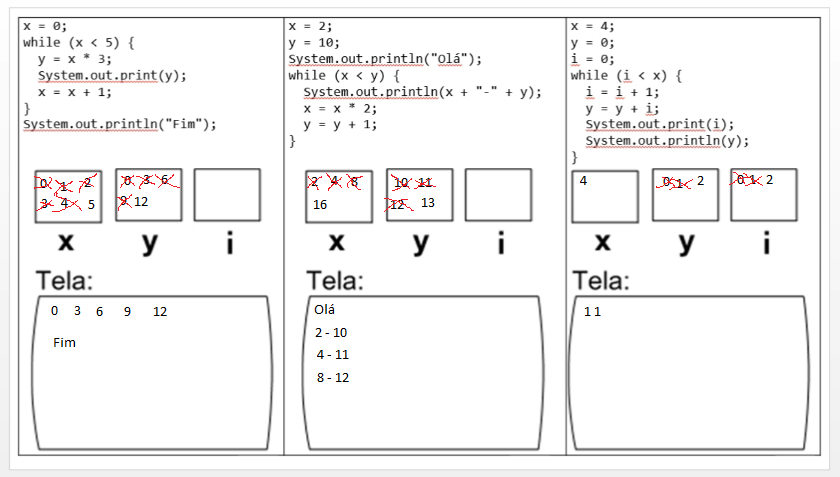 x = 0;
while (x < 5) {
  y = x * 3;
  System.out.print(y);
  x = x + 1;
}
System.out.println("Fim");
0 1 2
3 4 5
0 3 6
9 12
x y i
Tela:
0 3 6 9 12
Fim
x = 2;
y = 10;
System.out.println("Olá");
while (x < y) {
  System.out.println(x + "-" + y);
  x = x * 2;
  y = y + 1;
}
2 4 8
16
10 11
12 13
x y i
Tela:
Olá
2 - 10
4 - 11
8 - 12
x = 4;
y = 0;
i = 0;
while (i < x) {
  i = i + 1;
  y = y + i;
  System.out.print(i);
  System.out.println(y);
}
4
0 1 2
0 1 2
x y i
Tela:
1 1